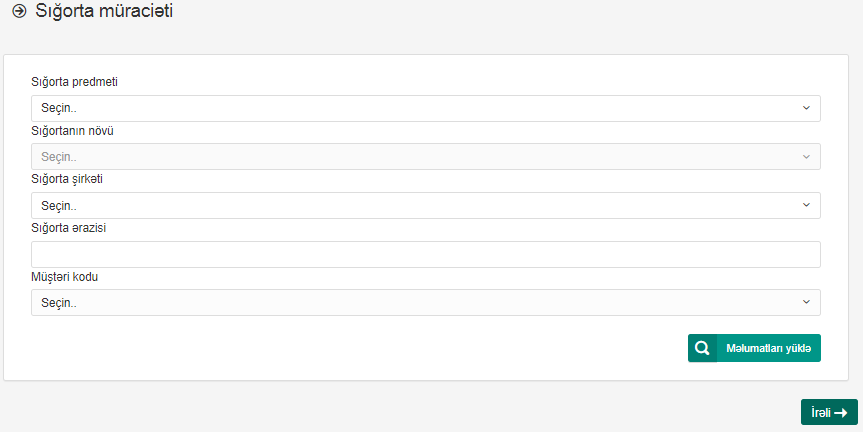 Sığorta müraciəti
Sığorta predmeti
Seçin..
Sığortanın növü
Seçin..
Sığorta şirkəti
Seçin..
Sığorta ərazisi
Müştəri kodu
Seçin..
Məlumatları yüklə
İrəli